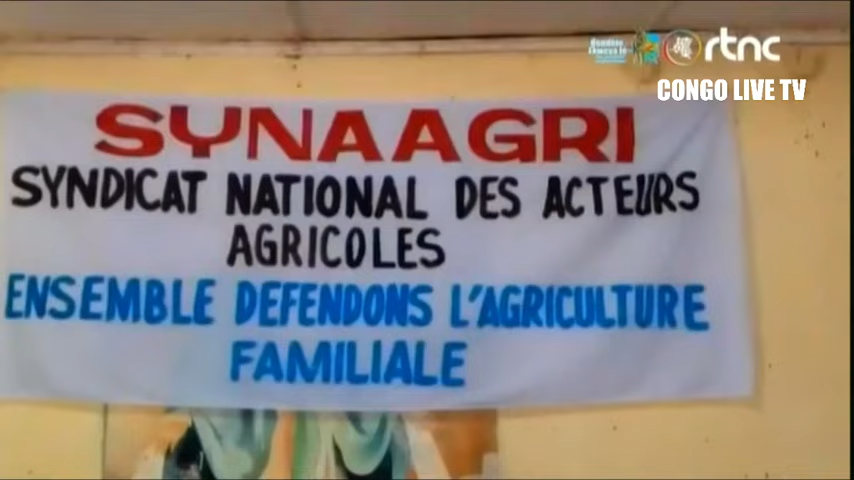 rtnc
CONGO LIVE TV
SYNAAGRI
SYNDICAT NATIONAL DES ACTEURS
AGRICOLES
ENSEMBLE DEFENDONS L'AGRICULTURE
FAMILIALE